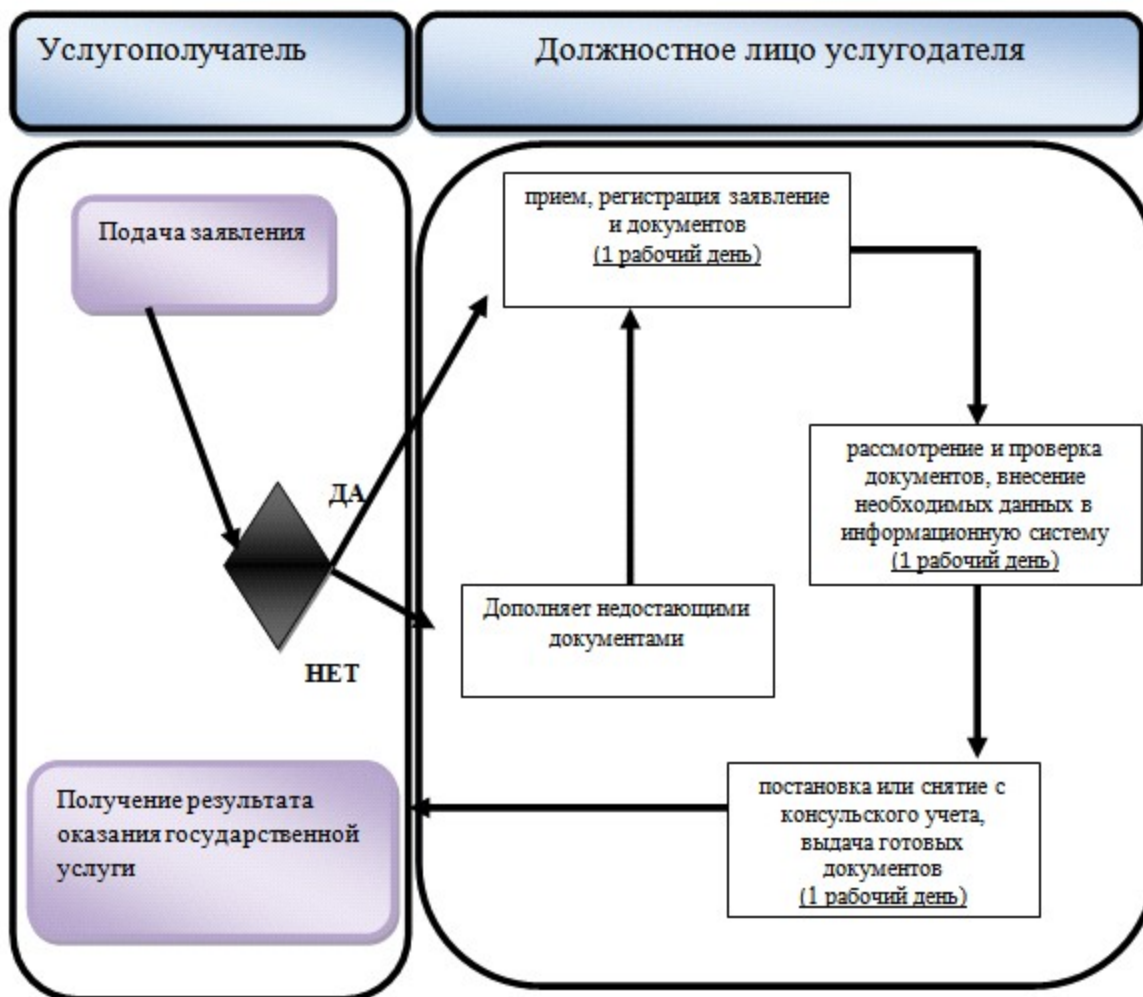 Услугополучатель
Должностное лицо услугодателя
Подача заявления
прием, регистрация заявление
и документов
(1 рабочий день)
ДА
рассмотрение и проверка
документов, внесение
необходимых данных в
информационную систему
(1 рабочий день)
Дополняет недостающими
документами
НЕТ
Получение результата
оказания государственной
услуги
постановка или снятие с
консульского учета,
выдача готовых
документов
(1 рабочий день)